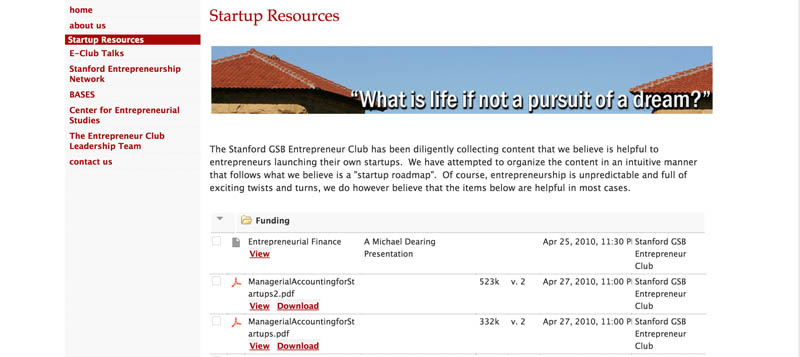 home
about us
Startup Resources
E-Club Talks
Stanford Entrepreneurship
Network
BASES
Center for Entrepreneurial
Studies
The Entrepreneur Club
Leadership Team
contact us
Startup Resources
“What is life if not a pursuit of a dream?”
The Stanford GSB Entrepreneur Club has been diligently collecting content that we believe is helpful to
entrepreneurs launching their own startups. We have attempted to organize the content in an intuitive manner
that follows what we believe is a "startup roadmap". Of course, entrepreneurship is unpredictable and full of
exciting twists and turns, we do however believe that the items below are helpful in most cases.
Funding
Entrepreneurial Finance
View
A Michael Dearing
Presentation
Apr 25, 2010, 11:30 P
Stanford GSB
Entrepreneur
Club
ManagerialAccountingforSt
artups2.pdf
View Download
523k v. 2 Apr 27, 2010, 11:00 P
Stanford GSB
Entrepreneur
Club
ManagerialAccountingforSt
artups.pdf
View Download
332k v. 2 Apr 27, 2010, 11:00 P
Stanford GSB
Entrepreneur
Club